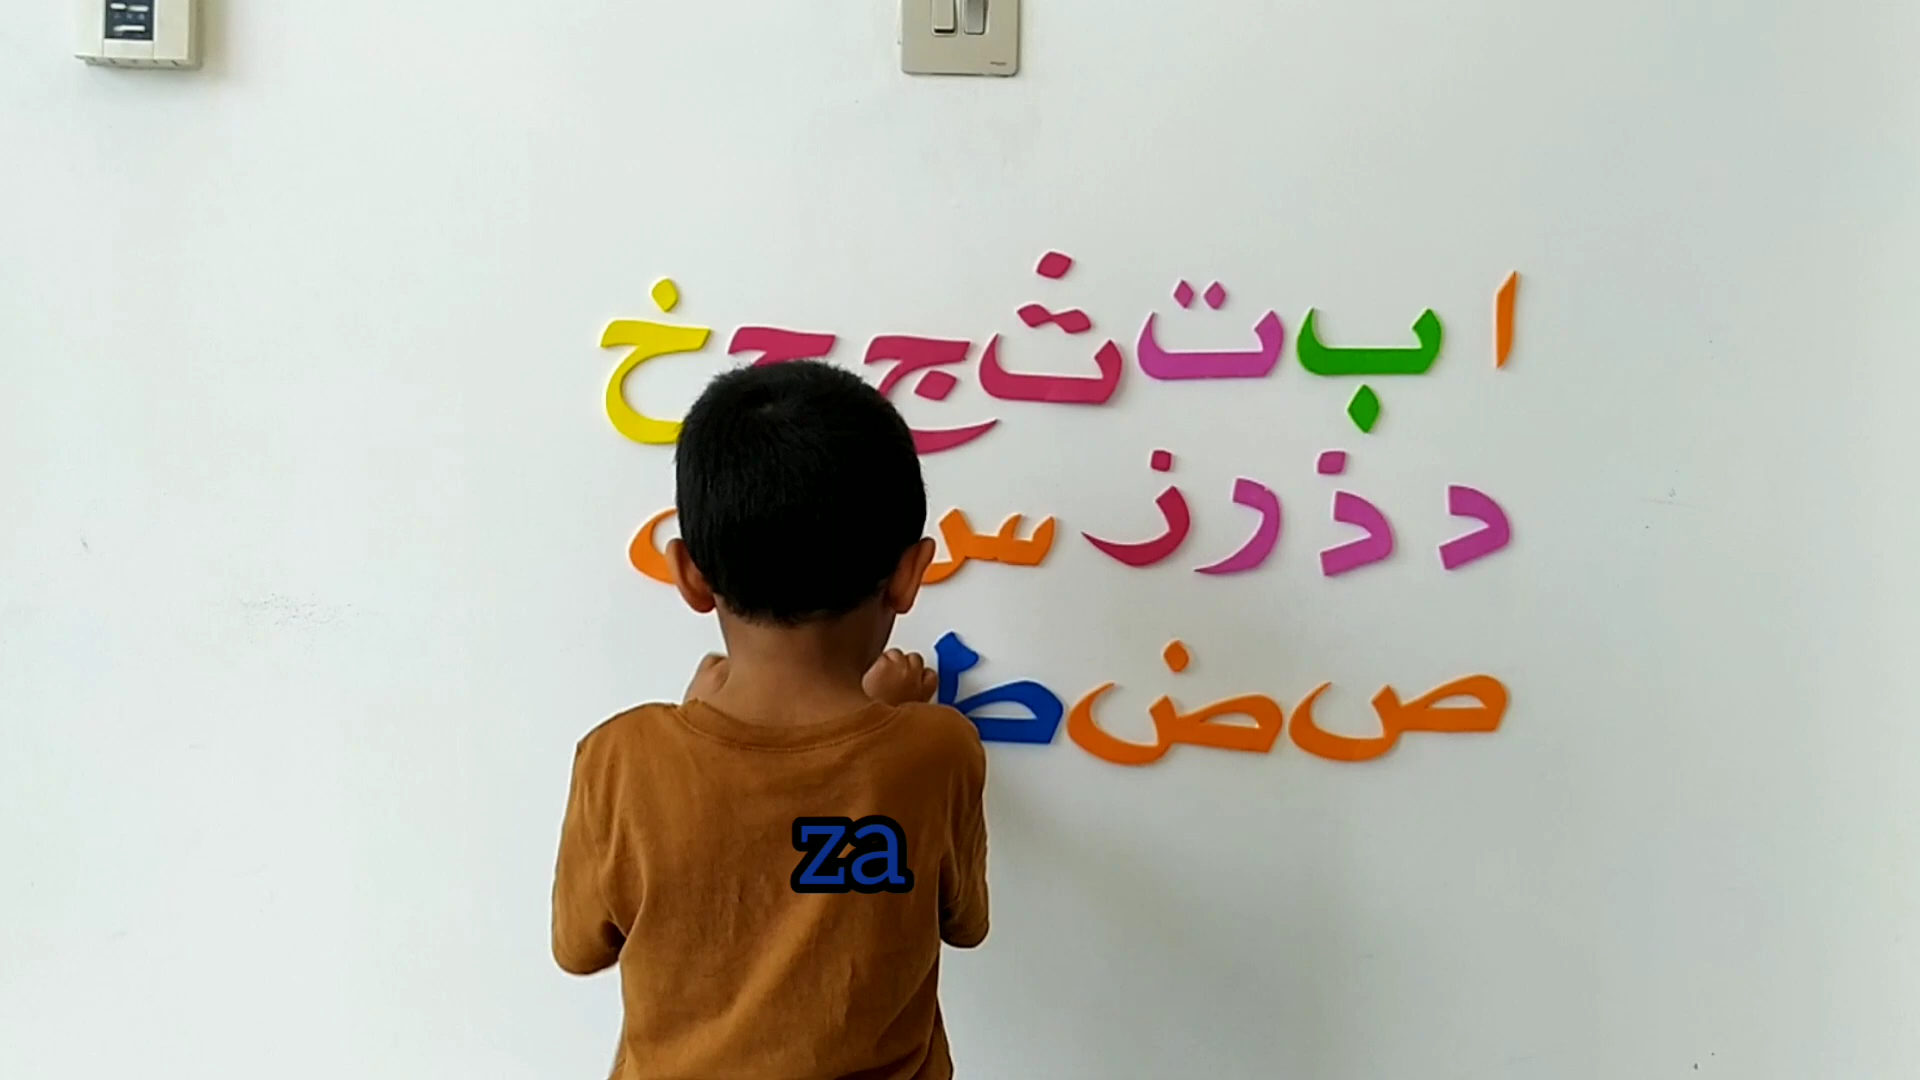 ا ب ت ث ج ح خ
د ذ ر ز س
ص ض ط
za